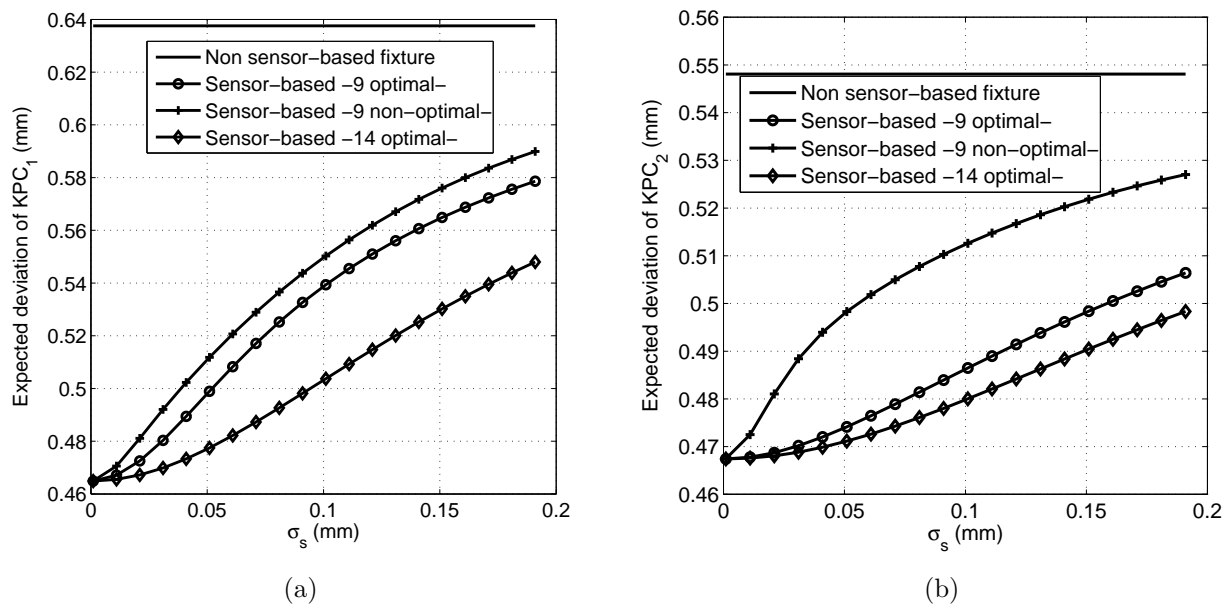 0.64
0.62
0.6
0.58
0.56
0.54
0.52
0.5
0.48
0.46
Expected deviation of KPC1 (mm)
Non sensor−based fixture
Sensor−based −9 optimal−
Sensor−based −9 non−optimal−
Sensor−based −14 optimal−
0 0.05 0.1 0.15 0.2
σs (mm)
(a)
0.56
0.55
0.54
0.53
0.52
0.51
0.5
0.49
0.48
0.47
0.46
Expected deviation of KPC2 (mm)
Non sensor−based fixture
Sensor−based −9 optimal−
Sensor−based −9 non−optimal−
Sensor−based −14 optimal−
0 0.05 0.1 0.15 0.2
σs (mm)
(b)